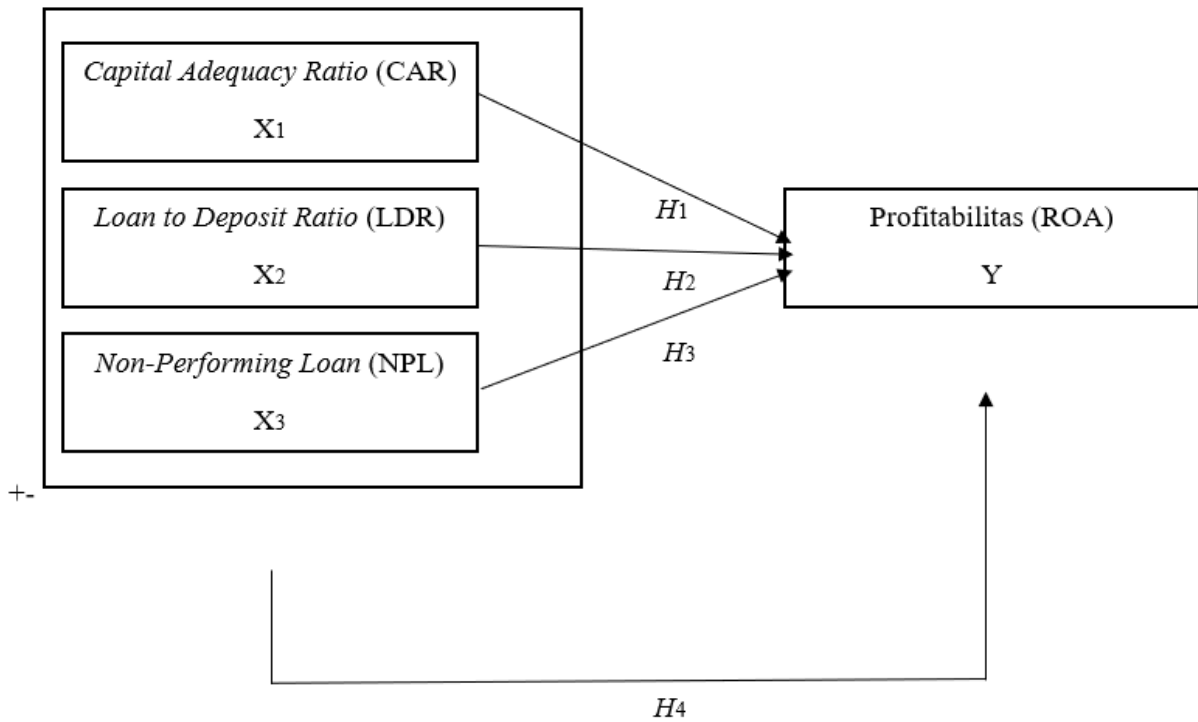 Capital Adequacy Ratio (CAR)
X1
Loan to Deposit Ratio (LDR)
X2
Non-Performing Loan (NPL)
X3
H1
H2
H3
Profitabilitas (ROA)
Y
+-
H4